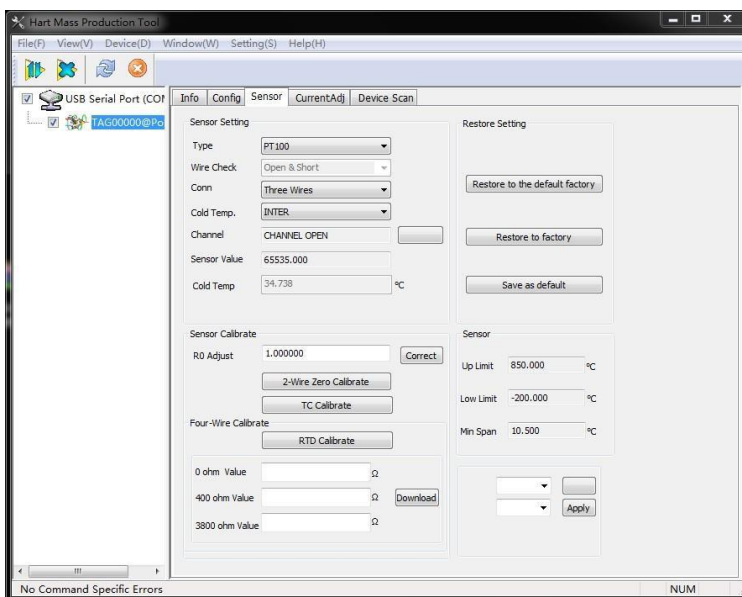 Hart Mass Production Tool
File(F) View(V) Device(D) Window(W) Setting(S) Help(H)
USB Serial Port (COM
TAG00000@Po
Info Config Sensor CurrentAdj Device Scan
Sensor Setting
Type PT100
Wire Check Open & Short
Conn Three Wires
Cold Temp. INTER
Channel CHANNEL OPEN
Sensor Value 65535.000
Cold Temp 34.738 ℃
Restore Setting
Restore to the default factory
Restore to factory
Save as default
Sensor Calibrate
R0 Adjust 1.000000 Correct
2-Wire Zero Calibrate
TC Calibrate
Four-Wire Calibrate
RTD Calibrate
0 ohm Value Ω
400 ohm Value Ω Download
3800 ohm Value Ω
Sensor
Up Limit 850.000 ℃
Low Limit -200.000 ℃
Min Span 10.500 ℃
Apply
No Command Specific Errors NUM